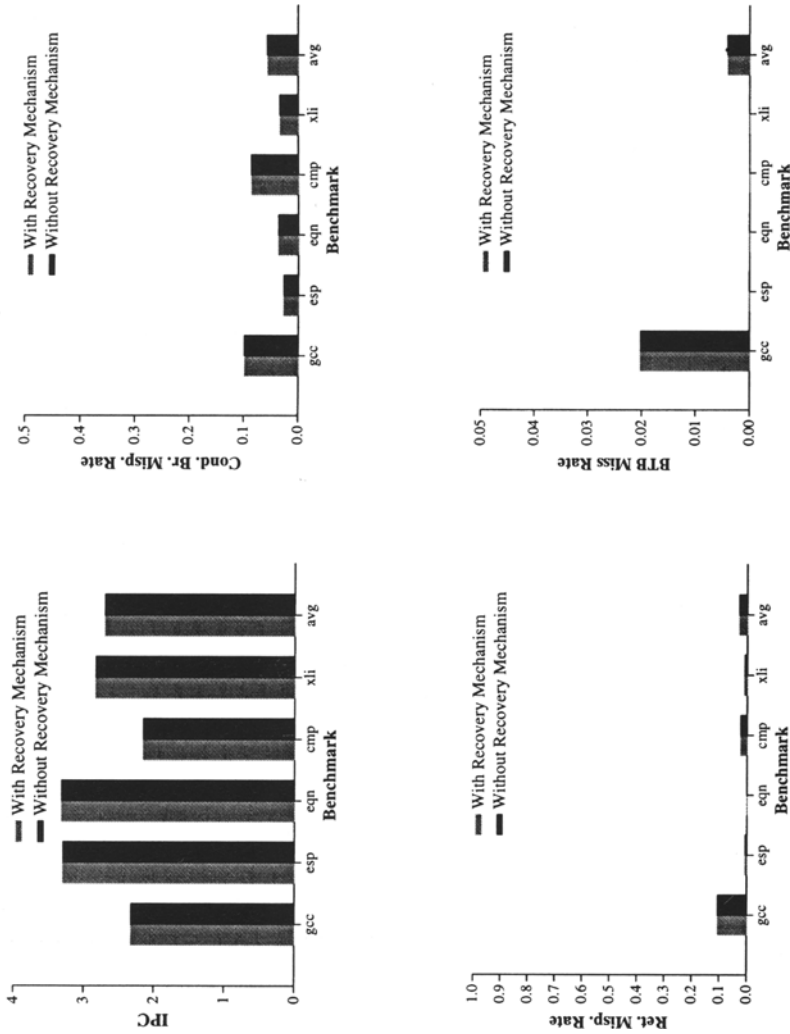 4
3
2
1
0
IPC
With Recovery Mechanism
Without Recovery Mechanism
gcc
esp
eqn
cmp
xli
avg
Benchmark
0.5
0.4
0.3
0.2
0.1
0.0
Cond. Br. Misp. Rate
With Recovery Mechanism
Without Recovery Mechanism
gcc
esp
eqn
cmp
xli
avg
Benchmark
1.0
0.9
0.8
0.7
0.6
0.5
0.4
0.3
0.2
0.1
0.0
Ret. Misp. Rate
With Recovery Mechanism
Without Recovery Mechanism
gcc
esp
eqn
cmp
xli
avg
Benchmark
0.05
0.04
0.03
0.02
0.01
0.00
BTB Miss Rate
With Recovery Mechanism
Without Recovery Mechanism
gcc
esp
eqn
cmp
xli
avg
Benchmark